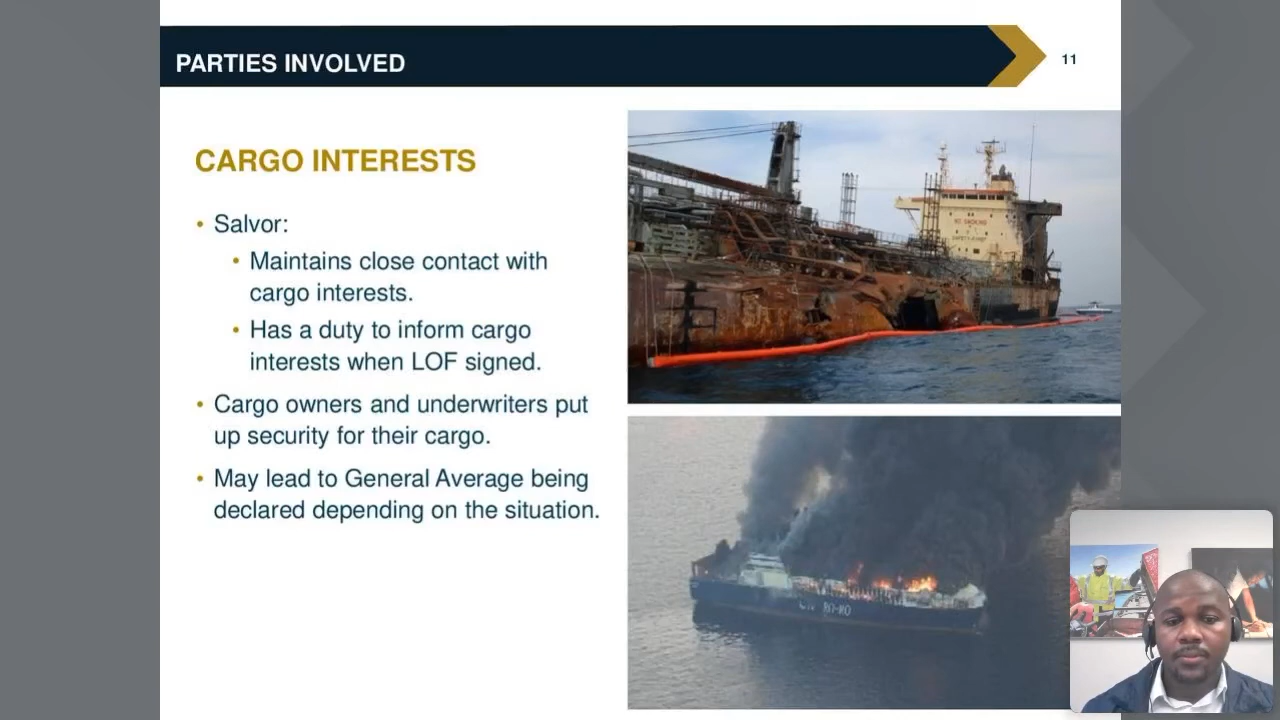 PARTIES INVOLVED
11
CARGO INTERESTS
• Salvor:
• Maintains close contact with
cargo interests.
• Has a duty to inform cargo
interests when LOF signed.
• Cargo owners and underwriters put
up security for their cargo.
• May lead to General Average being
declared depending on the situation.
NO SMOKING
SAFETY FIRST
RO-RO